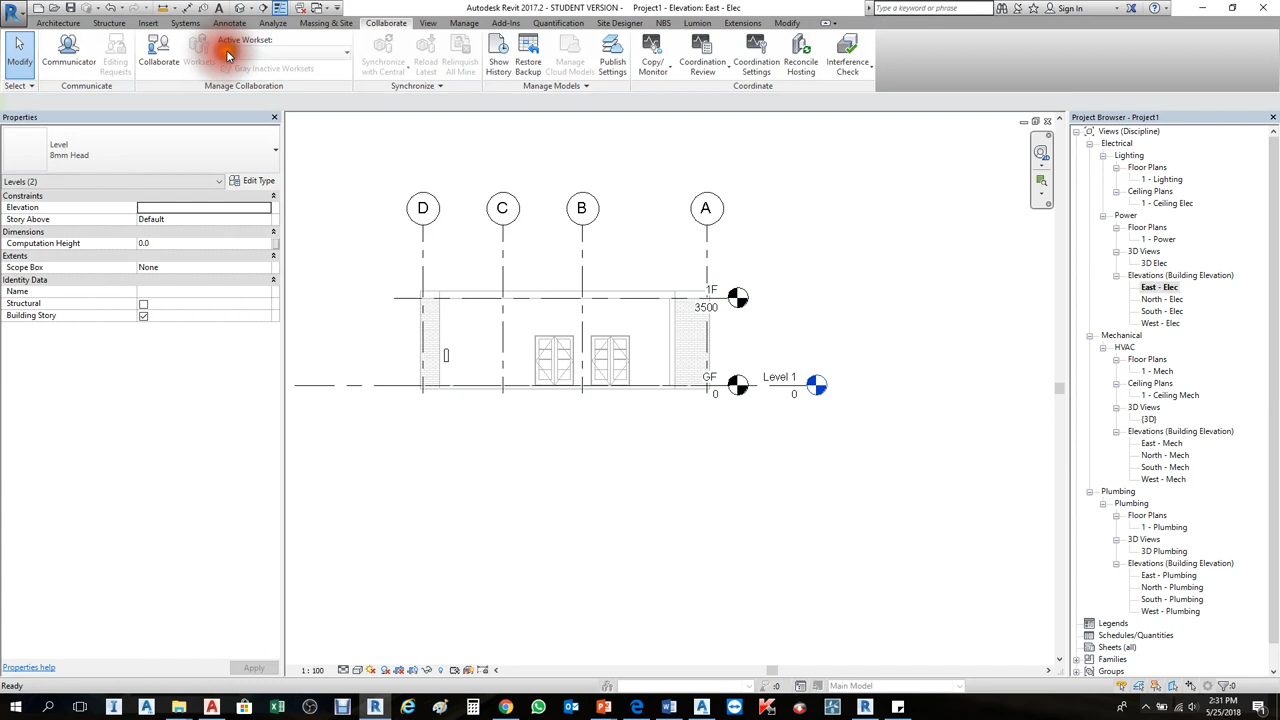 Autodesk Revit 2017.2 - STUDENT VERSION - Project1 - Elevation: East - Elec
Type a keyword or phrase
Sign In
Architecture Structure Insert Systems Annotate Analyze Massing & Site Collaborate View Manage Add-Ins Quantification Site Designer NBS Lumion Extensions Modify
Modify
Communicator
Editing Requests
Collaborate
Worksets
Active Workset:
Gray Inactive Worksets
Synchronize with Central
Reload Latest
Relinquish All Mine
Show History
Restore Backup
Manage Cloud Models
Publish Settings
Copy/ Monitor
Coordination Review
Coordination Settings
Reconcile Hosting
Interference Check
Select Communicate Manage Collaboration Synchronize Manage Models Coordinate
Properties
Level
8mm Head
Levels (2)
Edit Type
Constraints
Elevation
Story Above Default
Dimensions
Computation Height 0.0
Extents
Scope Box None
Identity Data
Name
Structural
Building Story
Properties help
Apply
D C B A
1F
3500
GF
0
Level 1
0
1 : 100
Project Browser - Project1
Views (Discipline)
Electrical
Lighting
Floor Plans
1 - Lighting
Ceiling Plans
1 - Ceiling Elec
Power
Floor Plans
1 - Power
3D Views
3D Elec
Elevations (Building Elevation)
East - Elec
North - Elec
South - Elec
West - Elec
Mechanical
HVAC
Floor Plans
1 - Mech
Ceiling Plans
1 - Ceiling Mech
3D Views
{3D}
Elevations (Building Elevation)
East - Mech
North - Mech
South - Mech
West - Mech
Plumbing
Plumbing
Floor Plans
1 - Plumbing
3D Views
3D Plumbing
Elevations (Building Elevation)
East - Plumbing
North - Plumbing
South - Plumbing
West - Plumbing
Legends
Schedules/Quantities
Sheets (all)
Families
Groups
Ready
:0
Main Model
:0
2:31 PM
5/25/2018